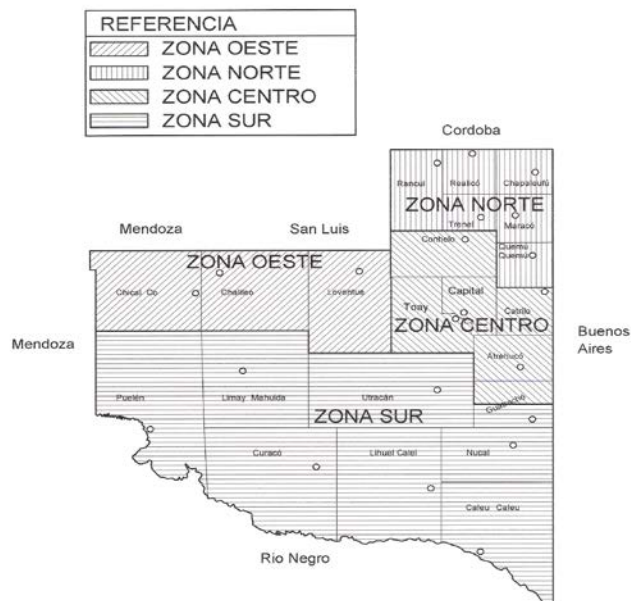 REFERENCIA
ZONA OESTE
ZONA NORTE
ZONA CENTRO
ZONA SUR
Cordoba
Rancul
Realicó
Chapaleufú
ZONA NORTE
Trenel
Maracó
Mendoza
San Luis
Conhelo
Quemú
Quemú
ZONA OESTE
Chical Co
Chalileo
Loventue
Toay
Capital
Catrilo
ZONA CENTRO
Buenos
Aires
Mendoza
Atreucó
Puelén
Limay Mahuida
Utracán
Guatraché
ZONA SUR
Curacó
Lihuel Calel
Nucal
Caleu Caleu
Rio Negro